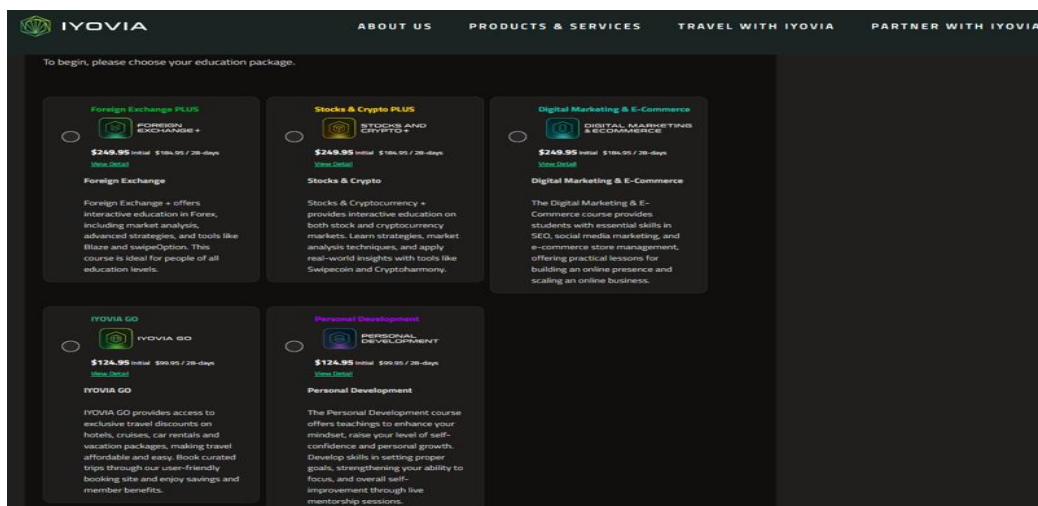 IYOVIA
ABOUT US PRODUCTS & SERVICES TRAVEL WITH IYOVIA PARTNER WITH IYOVIA
To begin, please choose your education package.
Foreign Exchange PLUS
FOREIGN
EXCHANGE+
$249.95 Initial $184.95 / 28-days
View Detail
Foreign Exchange
Foreign Exchange + offers
interactive education in Forex,
including market analysis,
advanced strategies, and tools like
Blaze and swipeOption. This
course is ideal for people of all
education levels.
Stocks & Crypto PLUS
STOCKS AND
CRYPTO+
$249.95 Initial $184.95 / 28-days
View Detail
Stocks & Crypto
Stocks & Cryptocurrency +
provides interactive education on
both stock and cryptocurrency
markets. Learn strategies, market
analysis techniques, and apply
real-world insights with tools like
Swipecoin and Cryptoharmony.
Digital Marketing & E-Commerce
DIGITAL MARKETING
& ECOMMERCE
$249.95 Initial $184.95 / 28-days
View Detail
Digital Marketing & E-Commerce
The Digital Marketing & E-
Commerce course provides
students with essential skills in
SEO, social media marketing, and
e-commerce store management,
offering practical lessons for
building an online presence and
scaling an online business.
IYOVIA GO
IYOVIA GO
$124.95 Initial $99.95 / 28-days
View Detail
IYOVIA GO
IYOVIA GO provides access to
exclusive travel discounts on
hotels, cruises, car rentals and
vacation packages, making travel
affordable and easy. Book curated
trips through our user-friendly
booking site and enjoy savings and
member benefits.
Personal Development
PERSONAL
DEVELOPMENT
$124.95 Initial $99.95 / 28-days
View Detail
Personal Development
The Personal Development course
offers teachings to enhance your
mindset, raise your level of self-
confidence and personal growth.
Develop skills in setting proper
goals, strengthening your ability to
focus, and overall self-
improvement through live
mentorship sessions.